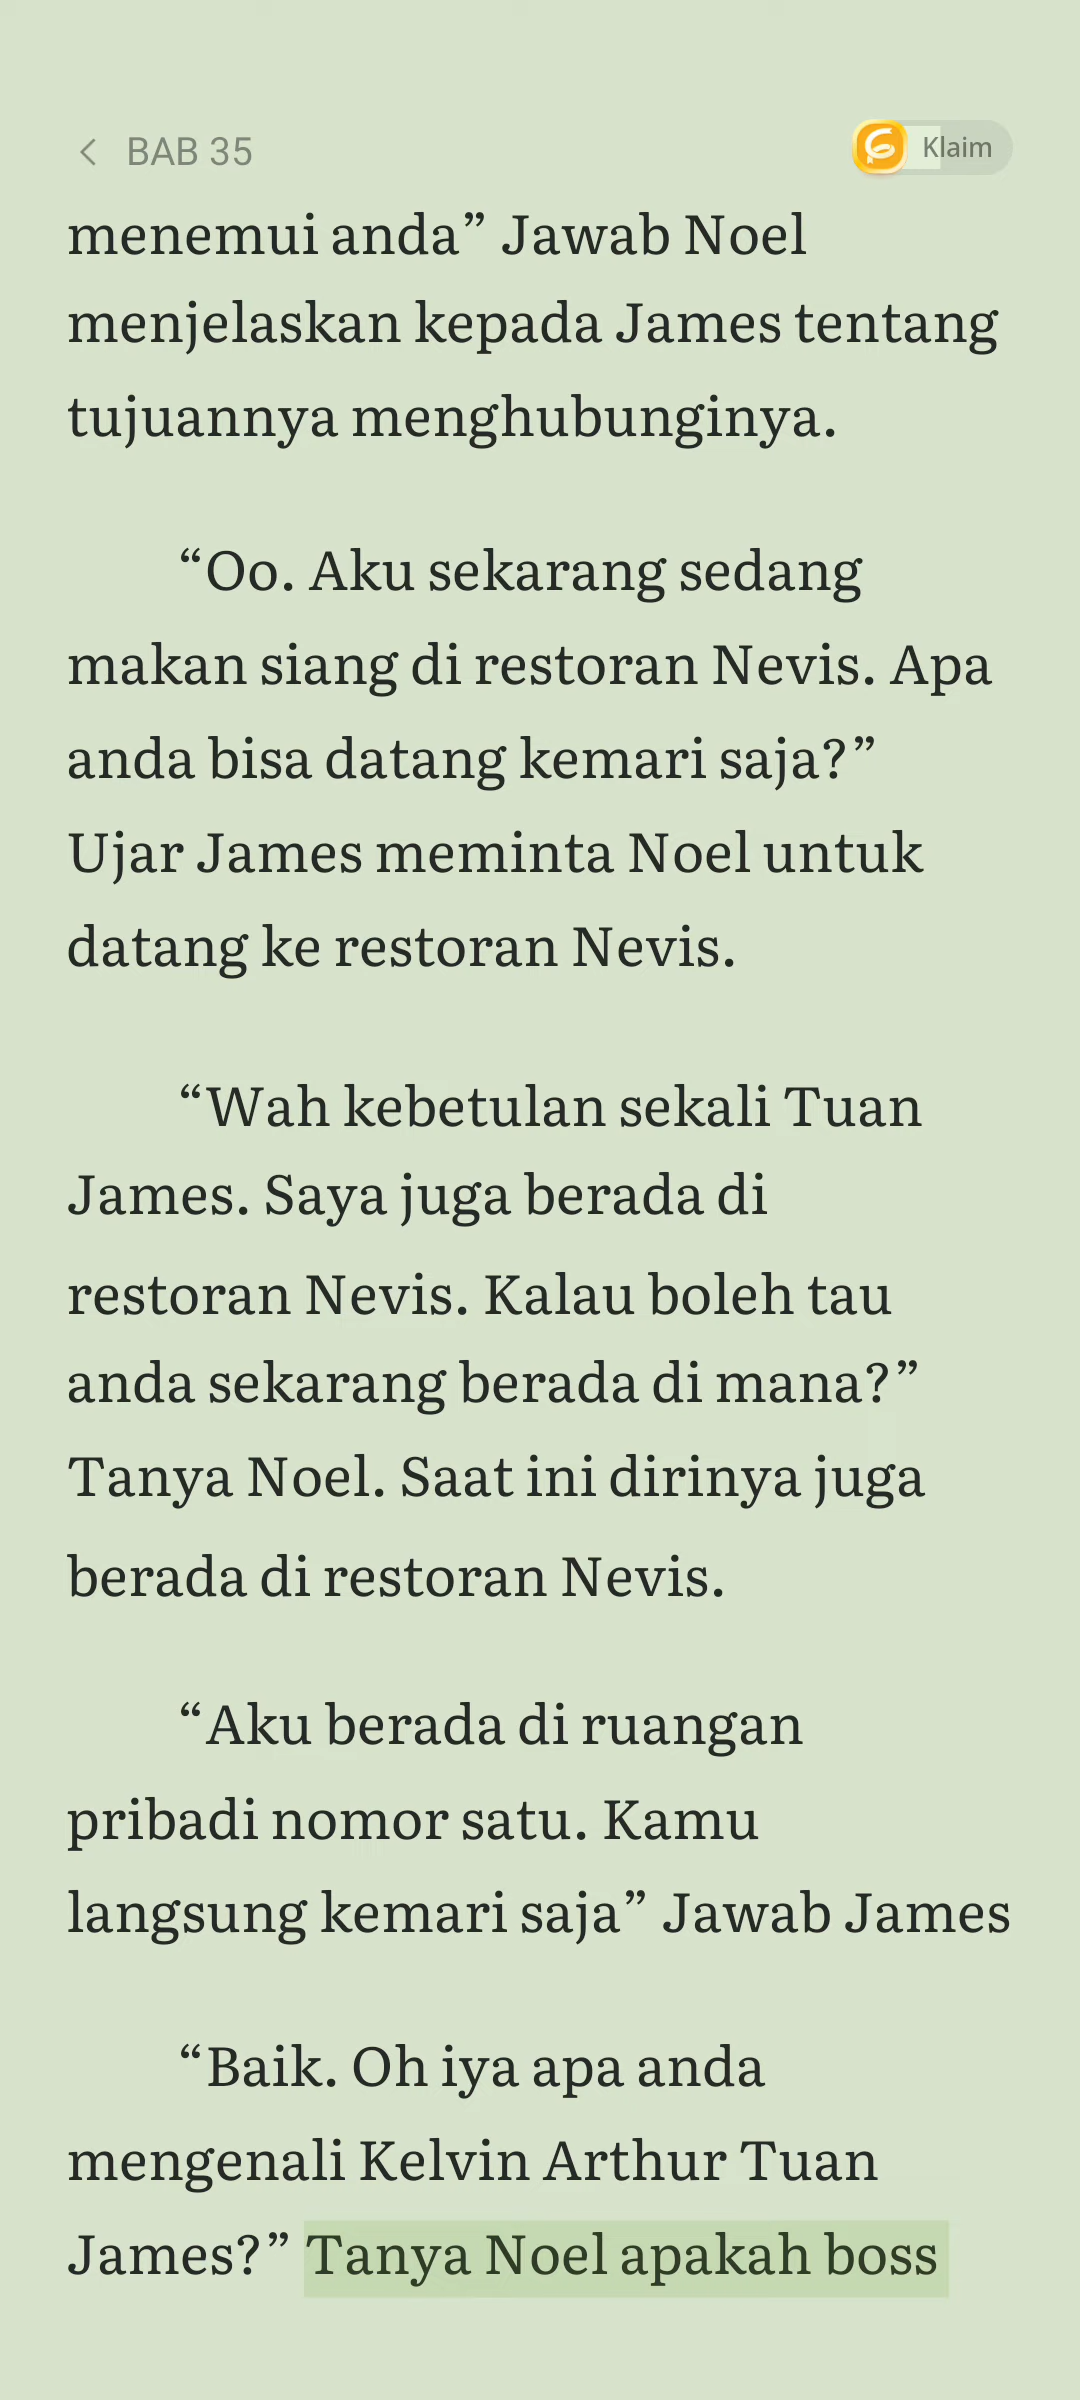 BAB 35
Klaim
menemui anda” Jawab Noel
menjelaskan kepada James tentang
tujuannya menghubunginya.
“Oo. Aku sekarang sedang
makan siang di restoran Nevis. Apa
anda bisa datang kemari saja?”
Ujar James meminta Noel untuk
datang ke restoran Nevis.
“Wah kebetulan sekali Tuan
James. Saya juga berada di
restoran Nevis. Kalau boleh tau
anda sekarang berada di mana?”
Tanya Noel. Saat ini dirinya juga
berada di restoran Nevis.
“Aku berada di ruangan
pribadi nomor satu. Kamu
langsung kemari saja” Jawab James
“Baik. Oh iya apa anda
mengenali Kelvin Arthur Tuan
James?” Tanya Noel apakah boss